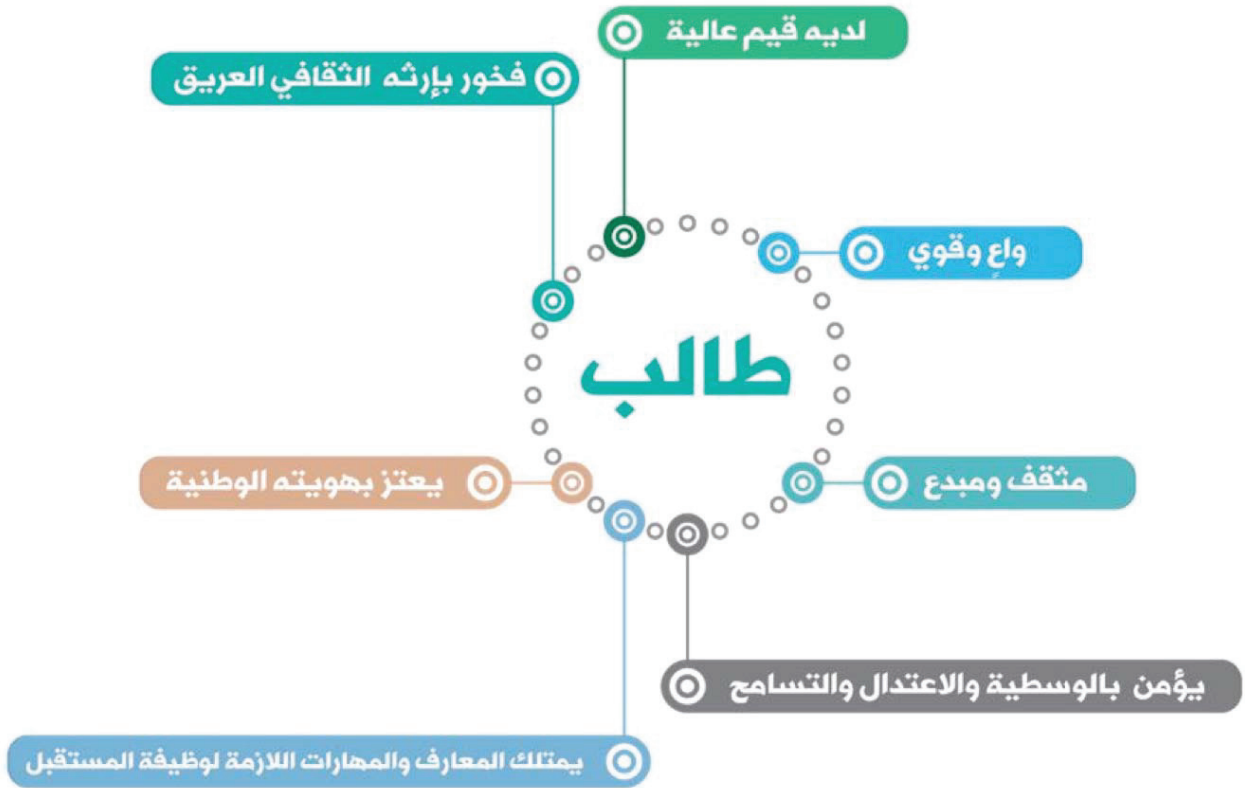 لديه قيم عالية
فخور بإرثه الثقافي العريق
واعٍ وقوي
طالب
مثقف ومبدع
يعتز بهويته الوطنية
يؤمن بالوسطية والاعتدال والتسامح
يمتلك المعارف والمهارات اللازمة لوظيفة المستقبل